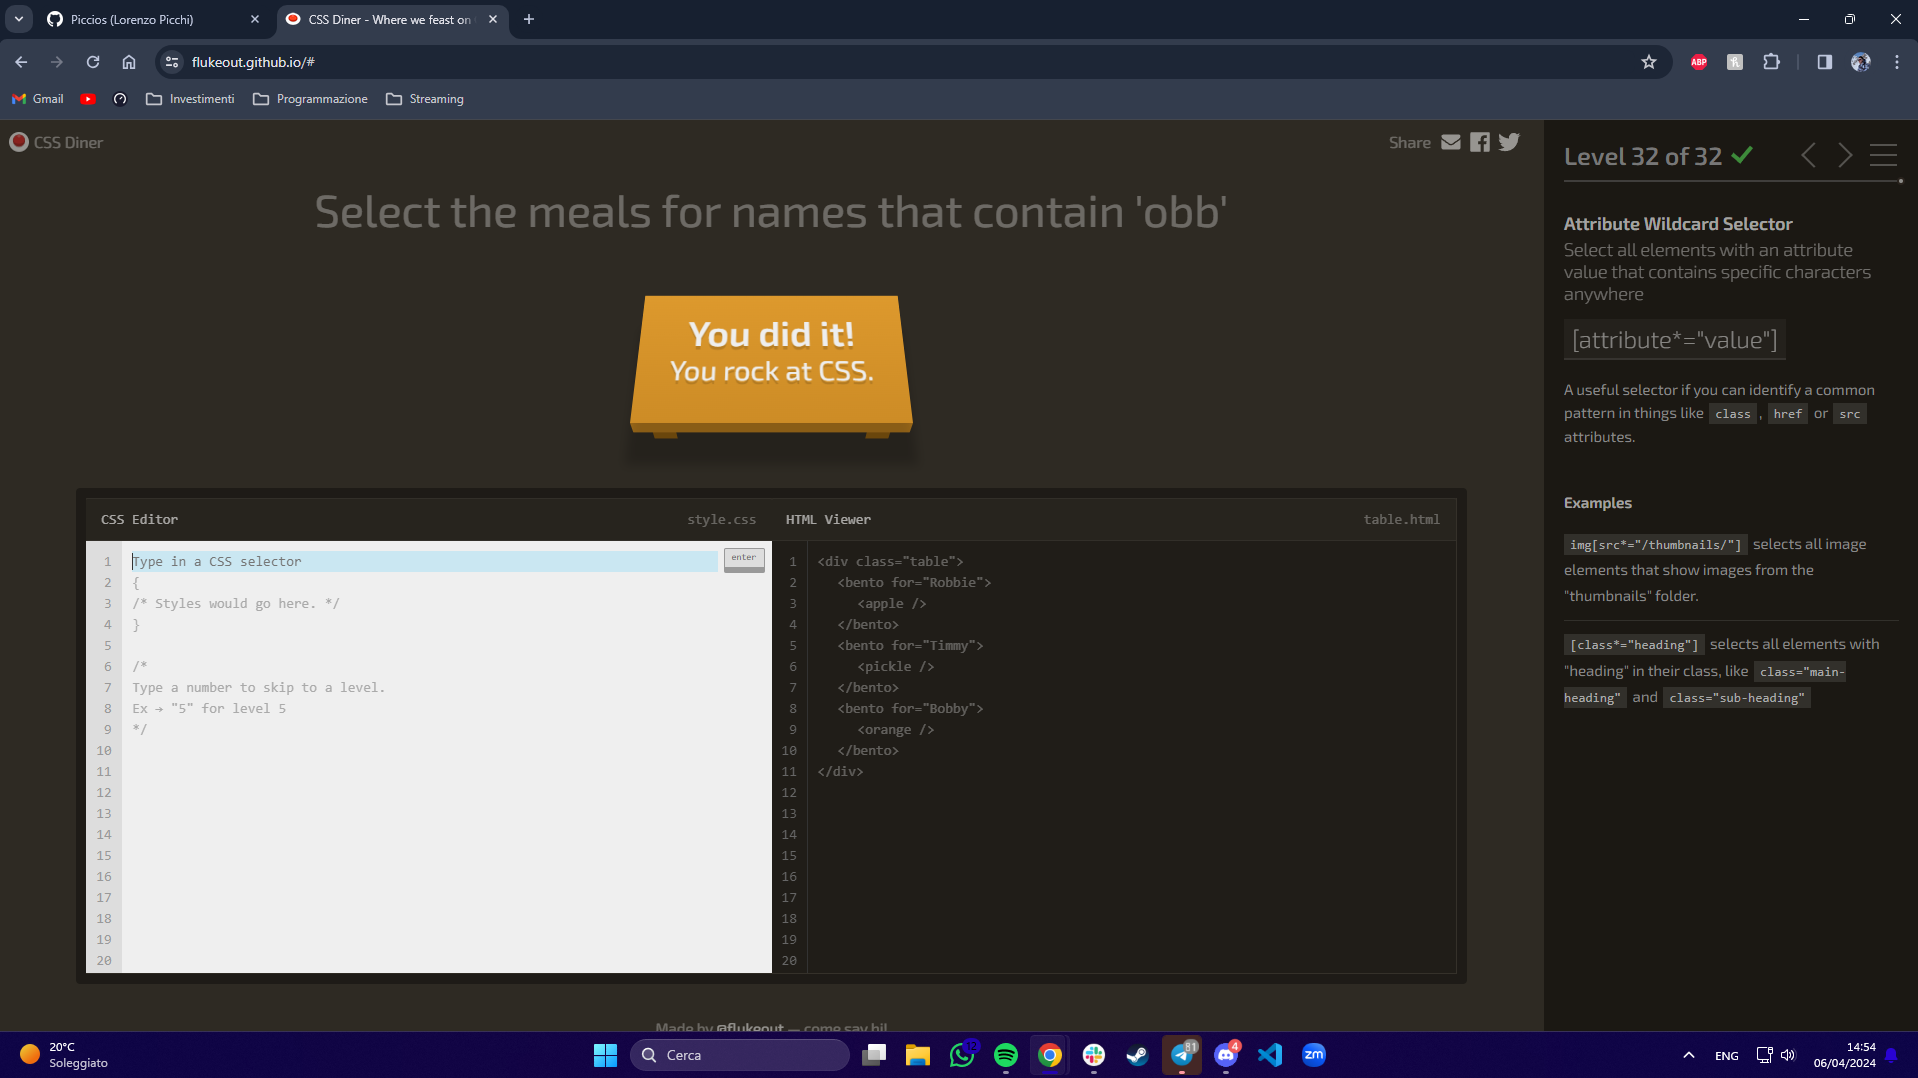 Piccios (Lorenzo Picchi)
CSS Diner - Where we feast on
flukeout.github.io/#
ABP
Gmail
Investimenti
Programmazione
Streaming
CSS Diner
Share
Select the meals for names that contain 'obb'
You did it!
You rock at CSS.
CSS Editor
style.css
HTML Viewer
table.html
1 Type in a CSS selector
enter
2 {
3 /* Styles would go here. */
4 }
5
6 /*
7 Type a number to skip to a level.
8 Ex → "5" for level 5
9 */
10
11
12
13
14
15
16
17
18
19
20
1 <div class="table">
2 <bento for="Robbie">
3 <apple />
4 </bento>
5 <bento for="Timmy">
6 <pickle />
7 </bento>
8 <bento for="Bobby">
9 <orange />
10 </bento>
11 </div>
12
13
14
15
16
17
18
19
20
Made by @flukeout — come say hi!
Level 32 of 32
Attribute Wildcard Selector
Select all elements with an attribute
value that contains specific characters
anywhere
[attribute*="value"]
A useful selector if you can identify a common
pattern in things like class , href or src
attributes.
Examples
img[src*="/thumbnails/"] selects all image
elements that show images from the
"thumbnails" folder.
[class*="heading"] selects all elements with
"heading" in their class, like class="main-
heading" and class="sub-heading"
20°C
Soleggiato
Cerca
12
81
4
zm
ENG
14:54
06/04/2024